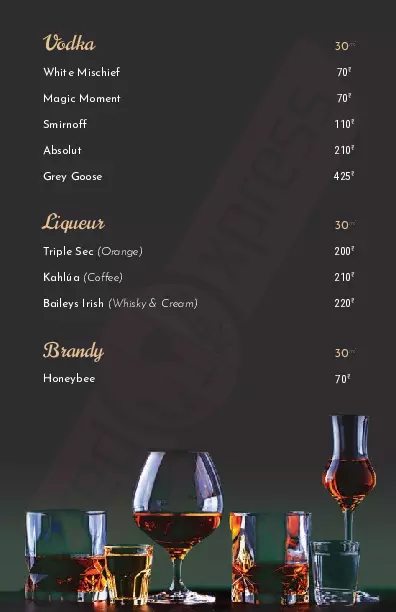 Vodka 30ml
White Mischief 70₹
Magic Moment 70₹
Smirnoff 110₹
Absolut 210₹
Grey Goose 425₹
Liqueur 30ml
Triple Sec (Orange) 200₹
Kahlúa (Coffee) 210₹
Baileys Irish (Whisky & Cream) 220₹
Brandy 30ml
Honeybee 70₹